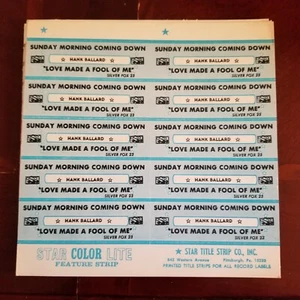 SUNDAY MORNING COMING DOWN SUNDAY MORNING COMING DOWN
HANK BALLARD HANK BALLARD
"LOVE MADE A FOOL OF ME" "LOVE MADE A FOOL OF ME"
SILVER FOX 23 SILVER FOX 23
SUNDAY MORNING COMING DOWN SUNDAY MORNING COMING DOWN
HANK BALLARD HANK BALLARD
"LOVE MADE A FOOL OF ME" "LOVE MADE A FOOL OF ME"
SILVER FOX 23 SILVER FOX 23
SUNDAY MORNING COMING DOWN SUNDAY MORNING COMING DOWN
HANK BALLARD HANK BALLARD
"LOVE MADE A FOOL OF ME" "LOVE MADE A FOOL OF ME"
SILVER FOX 23 SILVER FOX 23
SUNDAY MORNING COMING DOWN SUNDAY MORNING COMING DOWN
HANK BALLARD HANK BALLARD
"LOVE MADE A FOOL OF ME" "LOVE MADE A FOOL OF ME"
SILVER FOX 23 SILVER FOX 23
SUNDAY MORNING COMING DOWN SUNDAY MORNING COMING DOWN
HANK BALLARD HANK BALLARD
"LOVE MADE A FOOL OF ME" "LOVE MADE A FOOL OF ME"
SILVER FOX 23 SILVER FOX 23
STAR COLOR LITE STAR TITLE STRIP CO., INC.
FEATURE STRIP Western Avenue Pittsburgh, Pa.
PRINTED TITLE STRIPS FOR ALL RECORD LABELS